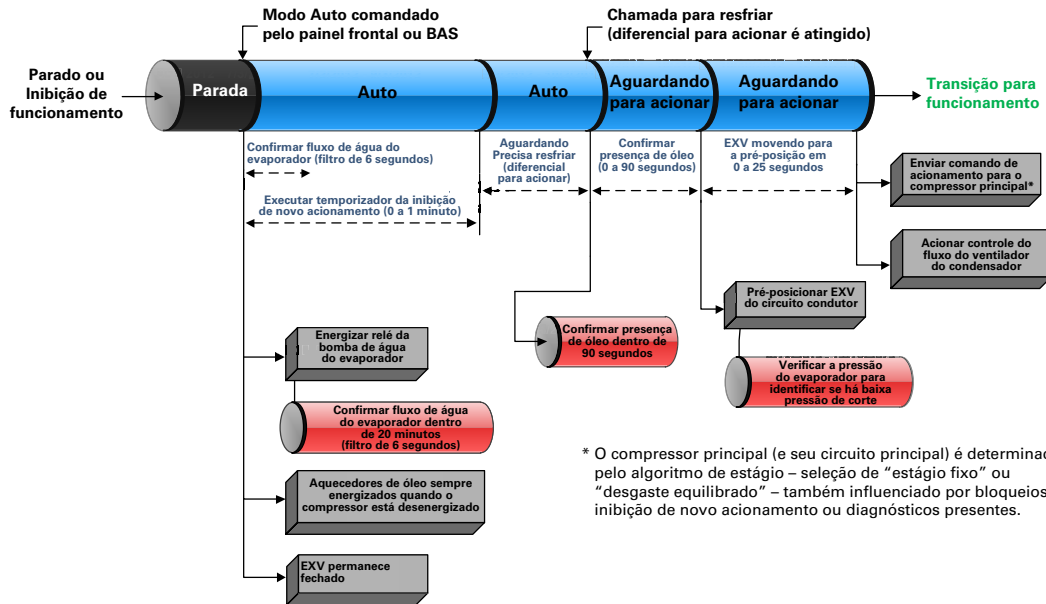 Modo Auto comandado
pelo painel frontal ou BAS
Chamada para resfriar
(diferencial para acionar é atingido)
Parado ou
Inibição de
funcionamento
Parada
Auto
Auto
Aguardando
para acionar
Aguardando
para acionar
Transição para
funcionamento
Confirmar fluxo de água do
evaporador (filtro de 6 segundos)
Executar temporizador da inibição
de novo acionamento (0 a 1 minuto)
Aguardando
Precisa resfriar
(diferencial
para acionar)
Confirmar
presença de óleo
(0 a 90 segundos)
EXV movendo para
a pré-posição em
0 a 25 segundos
Enviar comando de
acionamento para o
compressor principal*
Acionar controle do
fluxo do ventilador
do condensador
Pré-posicionar EXV
do circuito condutor
Energizar relé da
bomba de água
do evaporador
Confirmar presença
de óleo dentro de
90 segundos
Verificar a pressão
do evaporador para
identificar se há baixa
pressão de corte
Confirmar fluxo de água
do evaporador dentro
de 20 minutos
(filtro de 6 segundos)
Aquecedores de óleo sempre
energizados quando o
compressor está desenergizado
EXV permanece
fechado
* O compressor principal (e seu circuito principal) é determinad
pelo algoritmo de estágio – seleção de “estágio fixo” ou
“desgaste equilibrado” – também influenciado por bloqueios
inibição de novo acionamento ou diagnósticos presentes.